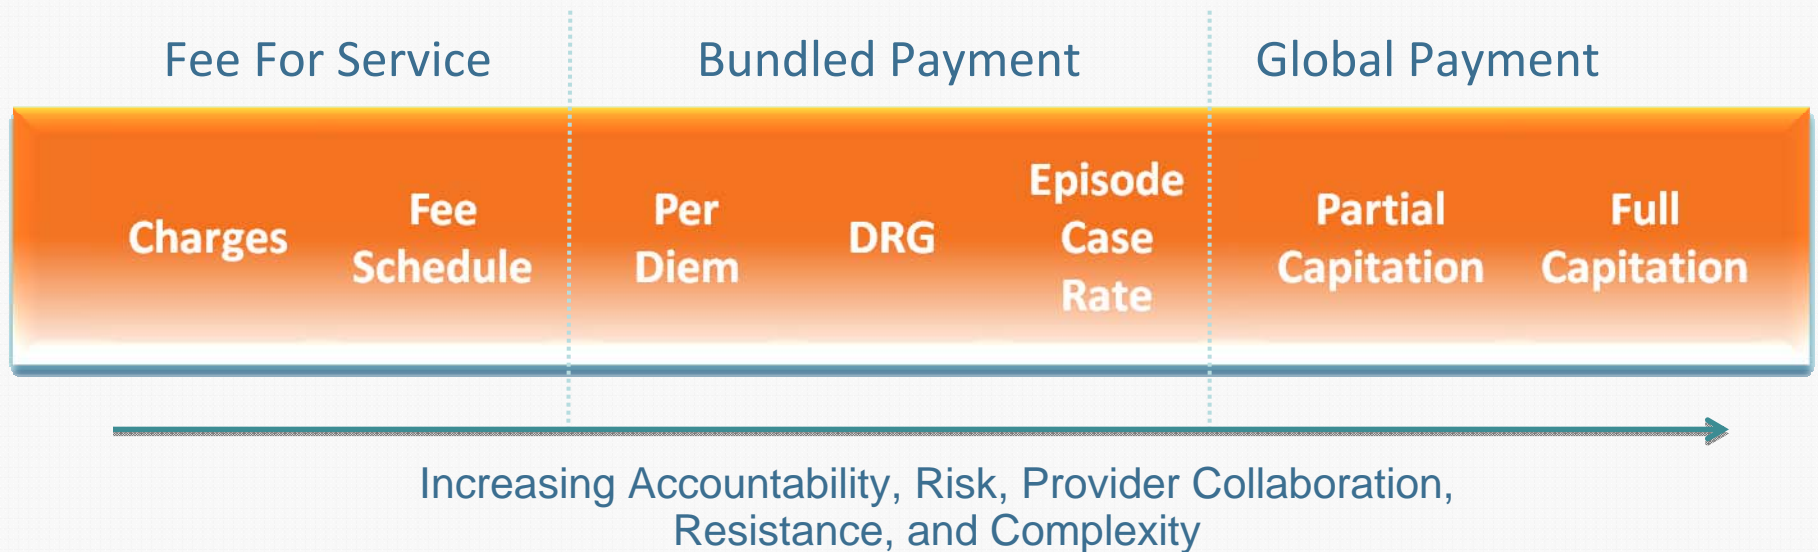 Fee For Service
Bundled Payment
Global Payment
Charges
Fee
Schedule
Per
Diem
DRG
Episode
Case
Rate
Partial
Capitation
Full
Capitation
Increasing Accountability, Risk, Provider Collaboration,
Resistance, and Complexity